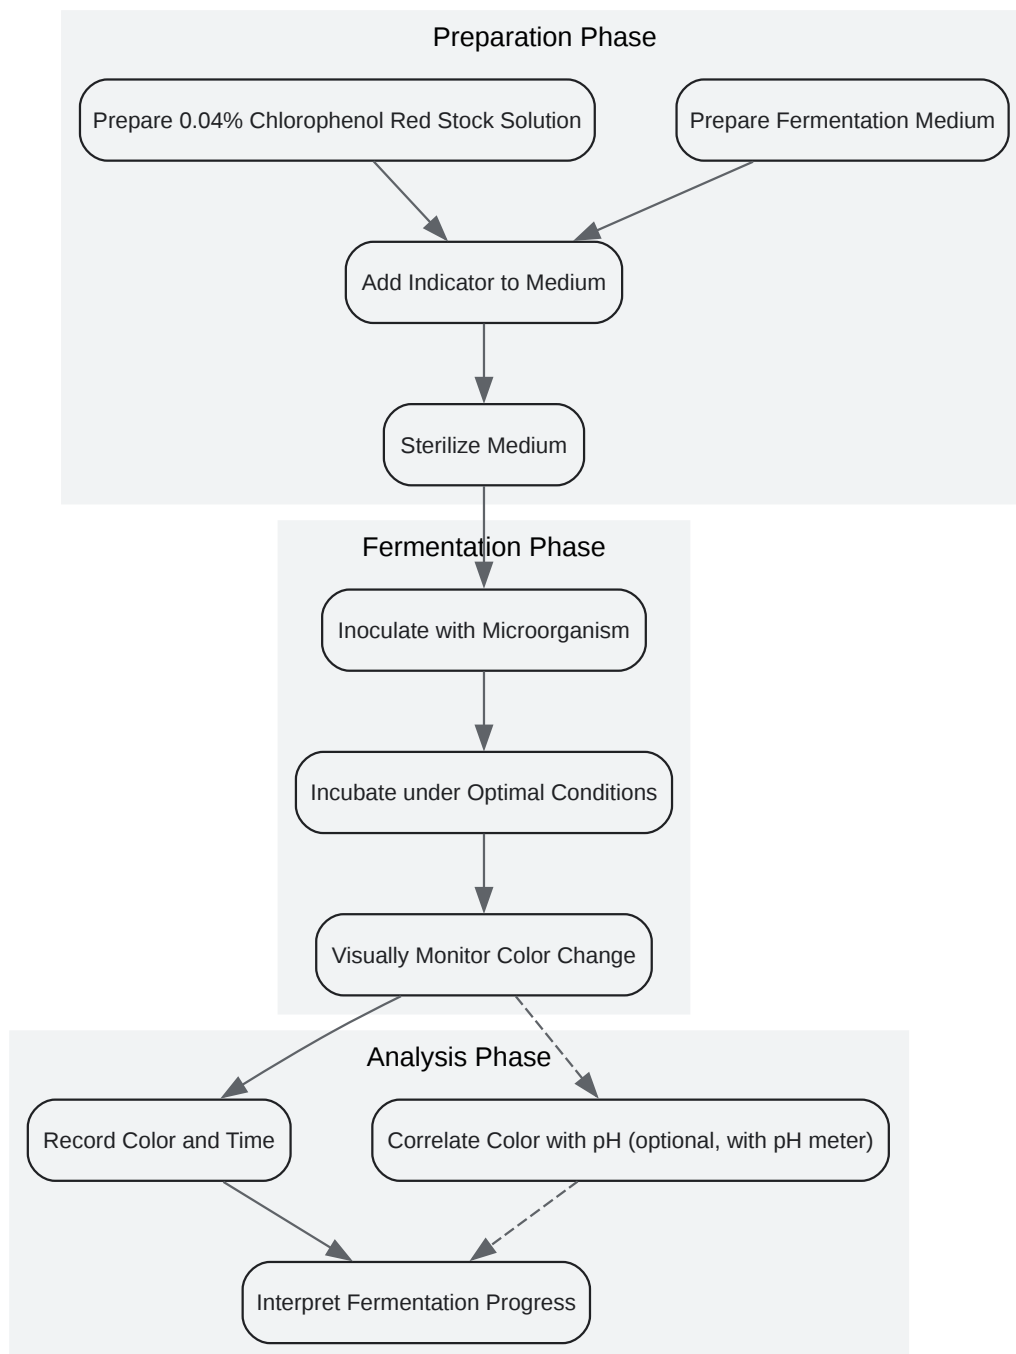 Preparation Phase
Prepare 0.04% Chlorophenol Red Stock Solution
Prepare Fermentation Medium
Add Indicator to Medium
Sterilize Medium
Fermentation Phase
Inoculate with Microorganism
Incubate under Optimal Conditions
Visually Monitor Color Change
Analysis Phase
Record Color and Time
Correlate Color with pH (optional, with pH meter)
Interpret Fermentation Progress